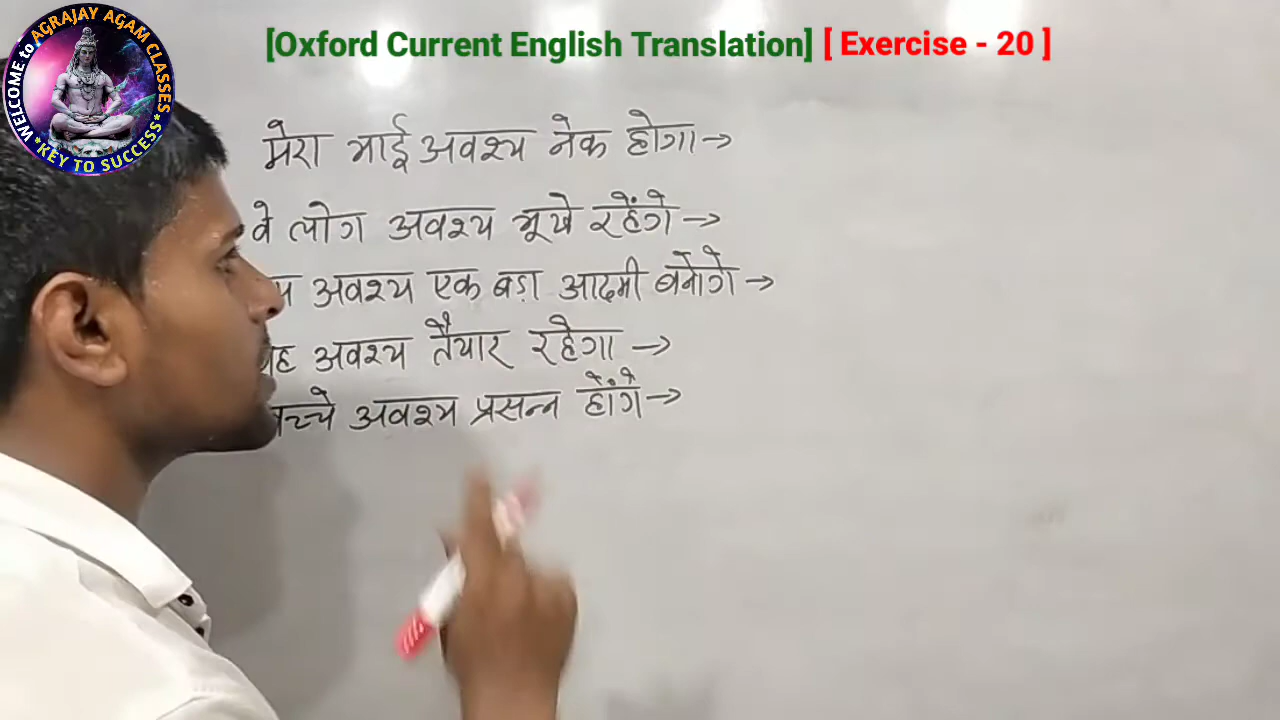 WELCOME to AGRAJAY AGAM CLASSES
*KEY TO SUCCESS*
[Oxford Current English Translation] [ Exercise - 20 ]
मेरा भाई अवश्य नेक होगा→
वे लोग अवश्य भूखे रहेंगे→
अवश्य एक बड़ा आदमी बनोगे→
अवश्य तैयार रहेगा→
अवश्य प्रसन्न होंगे→